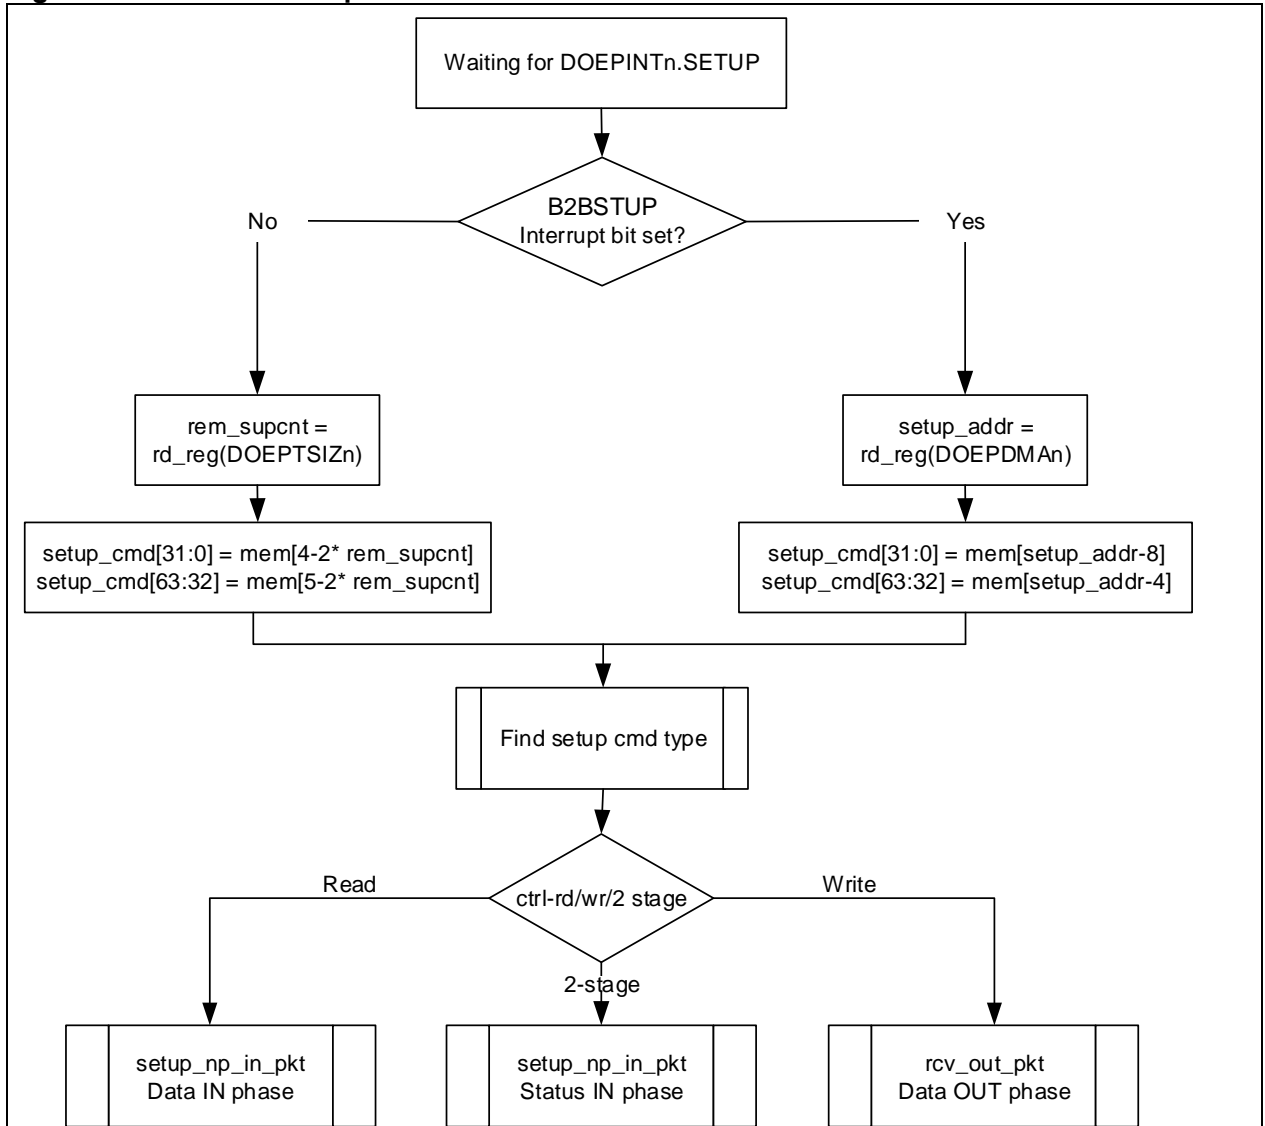 Waiting for DOEPINTn.SETUP
B2BSTUP
Interrupt bit set?
No
Yes
rem_supcnt =
rd_reg(DOEPTSIZn)
setup_addr =
rd_reg(DOEPDMAn)
setup_cmd[31:0] = mem[4-2* rem_supcnt]
setup_cmd[63:32] = mem[5-2* rem_supcnt]
setup_cmd[31:0] = mem[setup_addr-8]
setup_cmd[63:32] = mem[setup_addr-4]
Find setup cmd type
ctrl-rd/wr/2 stage
Read
Write
2-stage
setup_np_in_pkt
Data IN phase
setup_np_in_pkt
Status IN phase
rcv_out_pkt
Data OUT phase